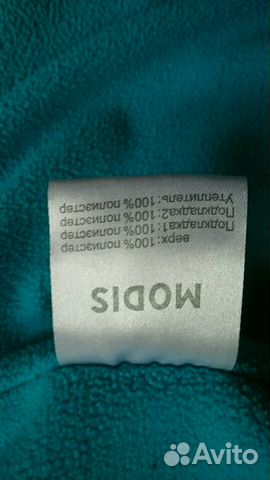 MODIS
верх:100% полиэстер
Подкладка1:100% полиэстер
Подкладка2:100% полиэстер
Утеплитель:100% полиэстер
Avito